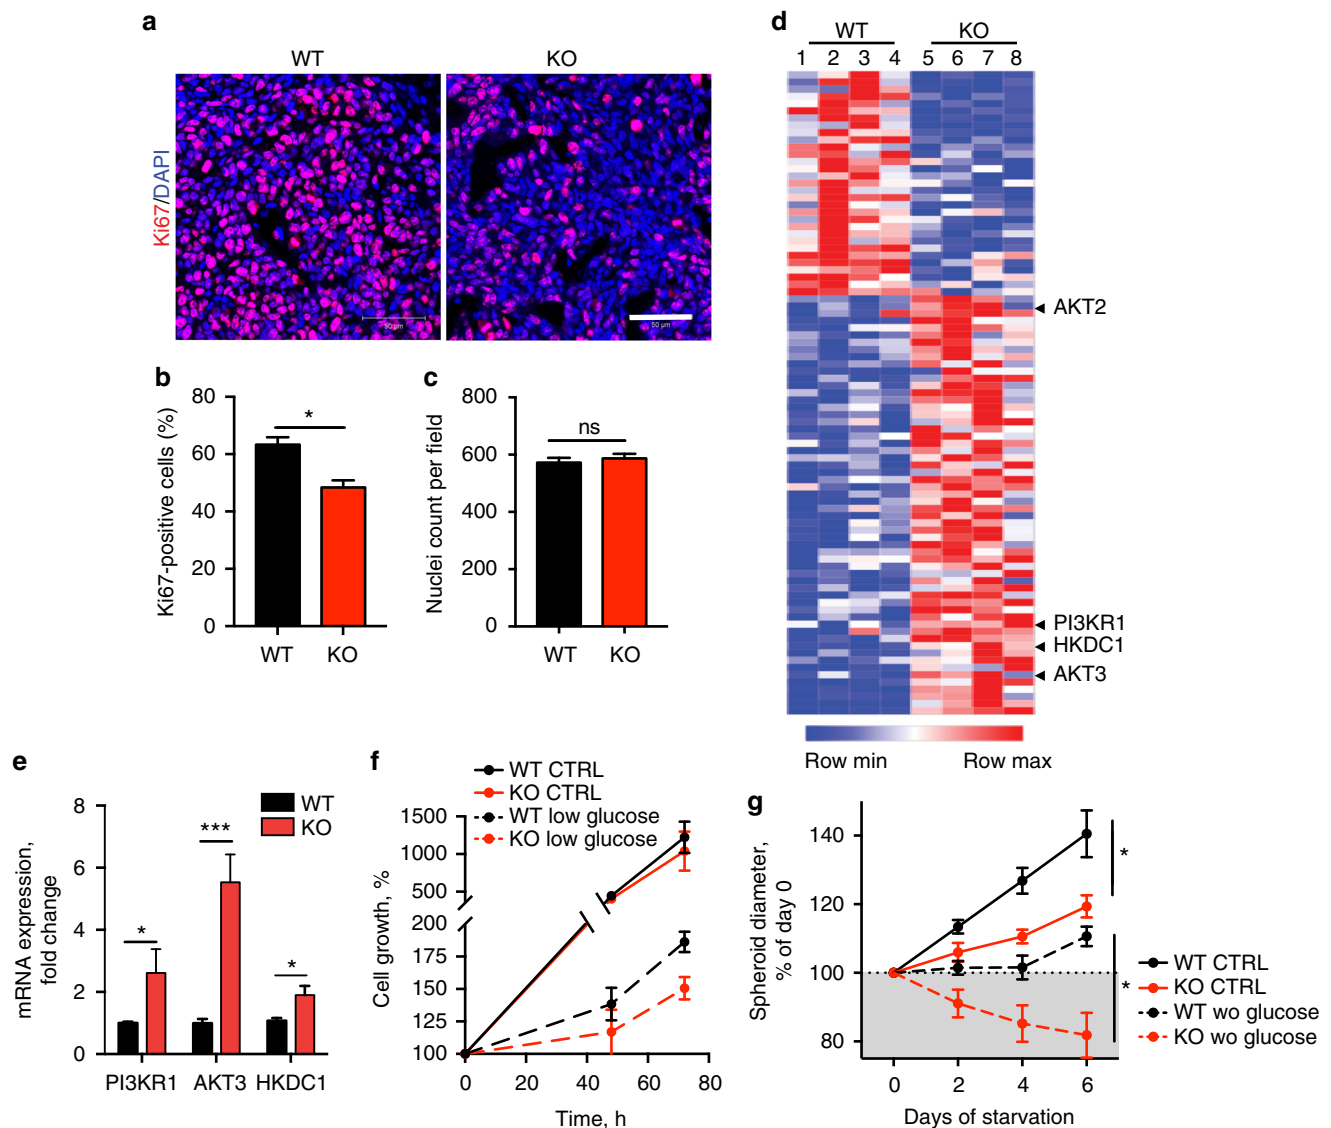 a
WT
KO
Ki67/DAPI
50 µm
50 µm
b
Ki67-positive cells (%)
80
60
40
20
0
*
WT
KO
c
Nuclei count per field
800
600
400
200
0
ns
WT
KO
d
WT
KO
1 2 3 4 5 6 7 8
AKT2
PI3KR1
HKDC1
AKT3
Row min
Row max
e
mRNA expression,
fold change
8
6
4
2
0
WT
KO
*
***
*
PI3KR1
AKT3
HKDC1
f
WT CTRL
KO CTRL
WT low glucose
KO low glucose
Cell growth, %
1500
1000
500
200
175
150
125
100
0
20
40
60
80
Time, h
g
Spheroid diameter,
% of day 0
140
120
100
80
*
*
WT CTRL
KO CTRL
WT wo glucose
KO wo glucose
0
2
4
6
Days of starvation